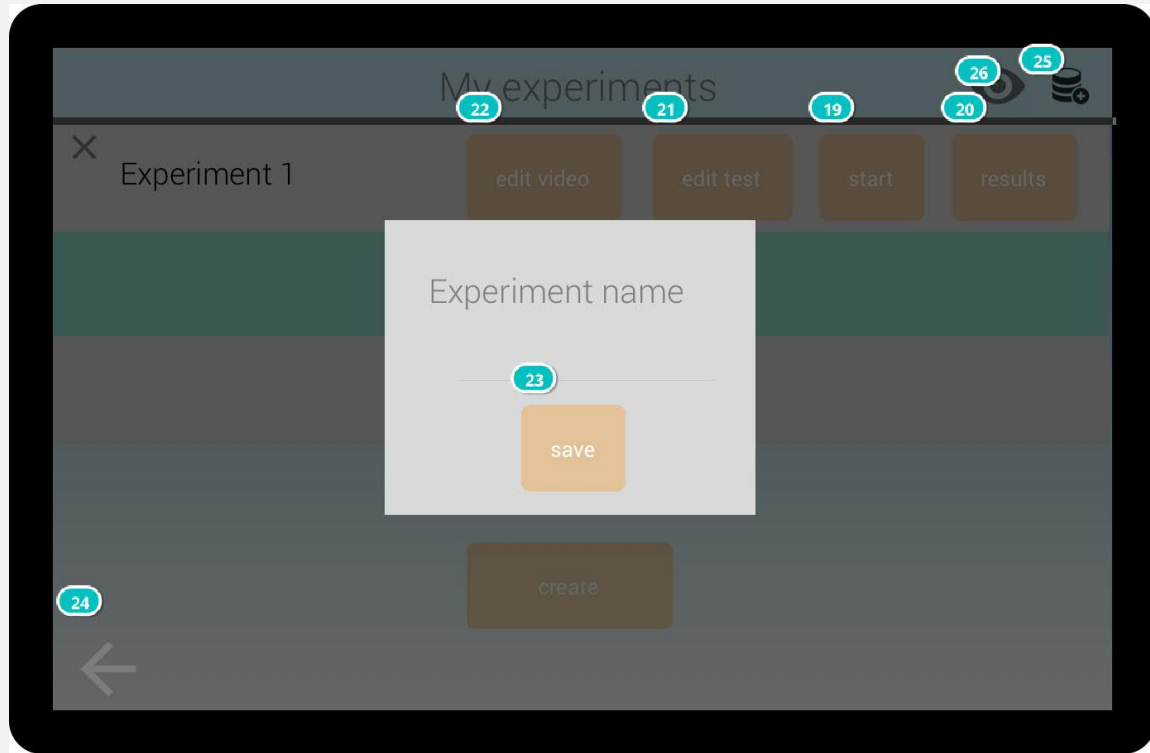 25
26
My experiments
22 21 19 20
Experiment 1 edit video edit test start results
Experiment name
23
save
create
24